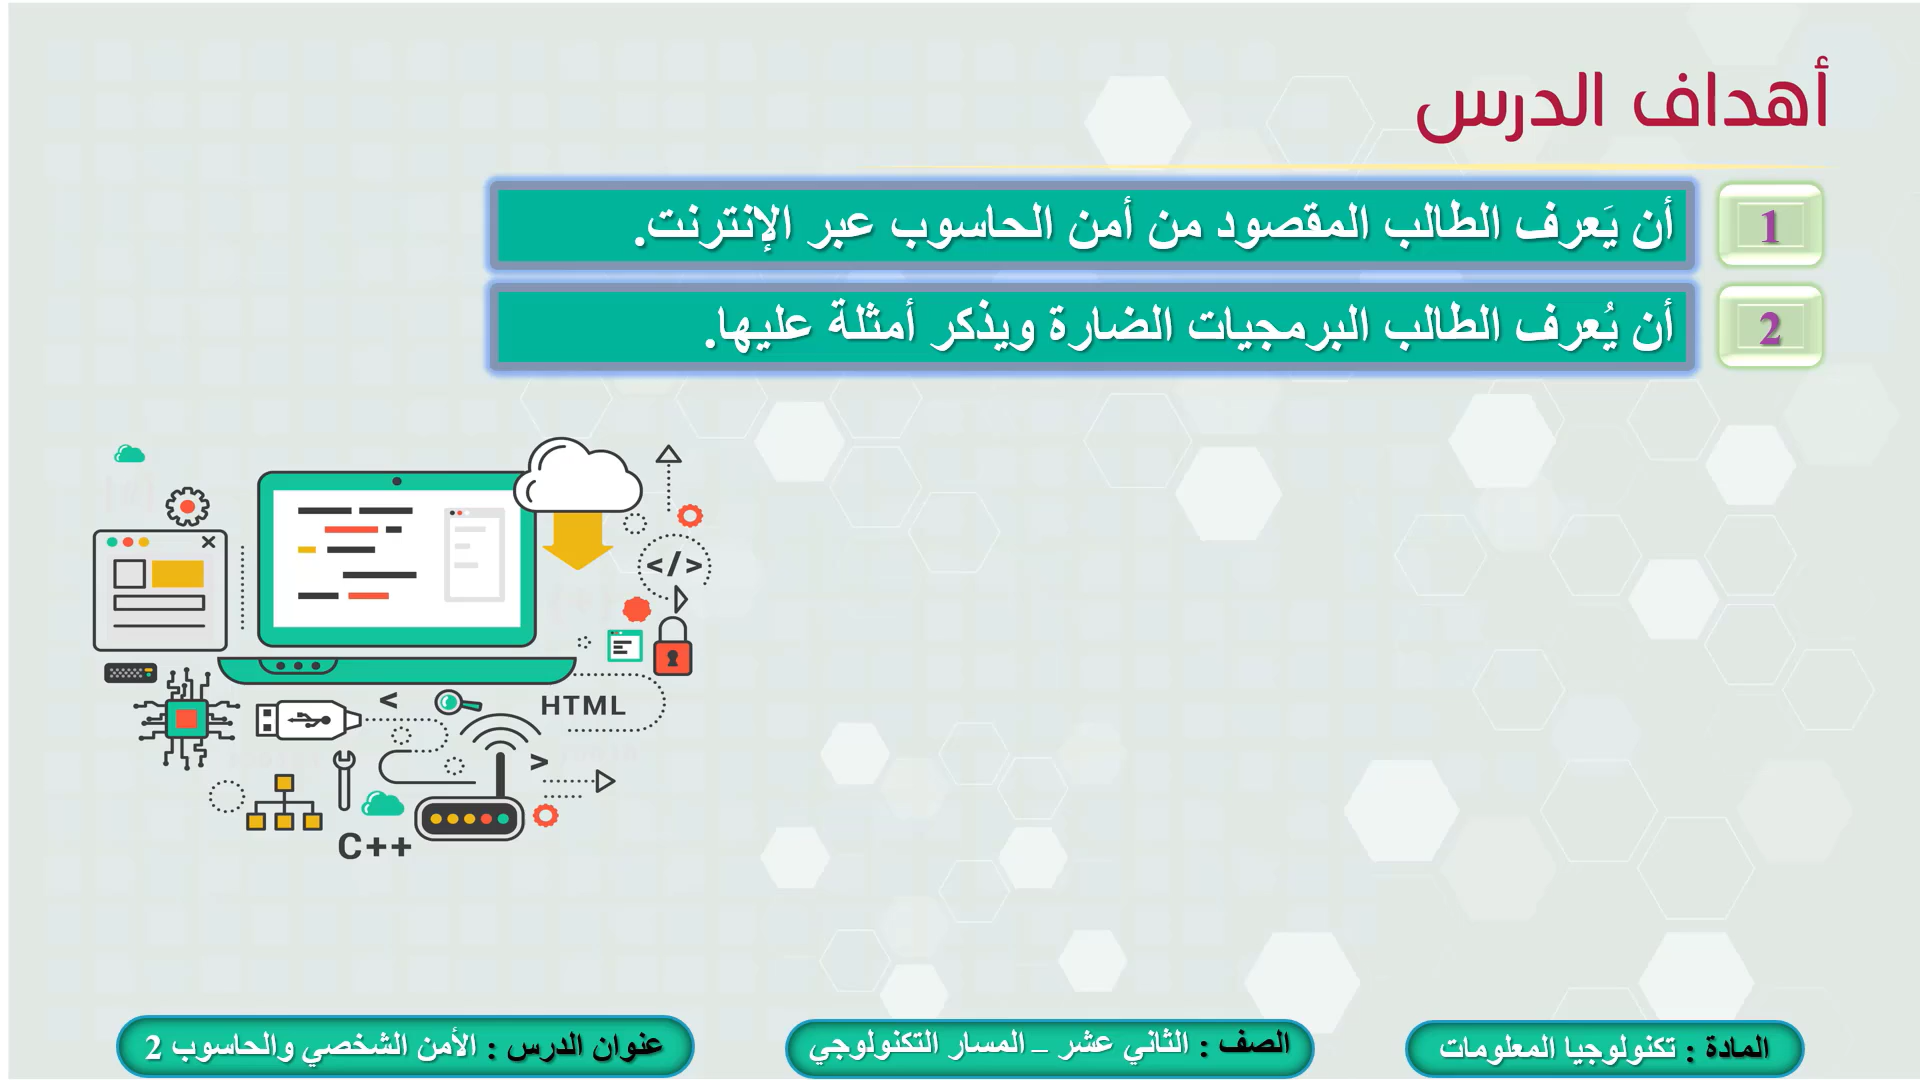 أهداف الدرس
1 أن يَعرف الطالب المقصود من أمن الحاسوب عبر الإنترنت.
2 أن يُعرف الطالب البرمجيات الضارة ويذكر أمثلة عليها.
</>
HTML
<
>
C++
المادة : تكنولوجيا المعلومات
الصف : الثاني عشر – المسار التكنولوجي
عنوان الدرس : الأمن الشخصي والحاسوب 2